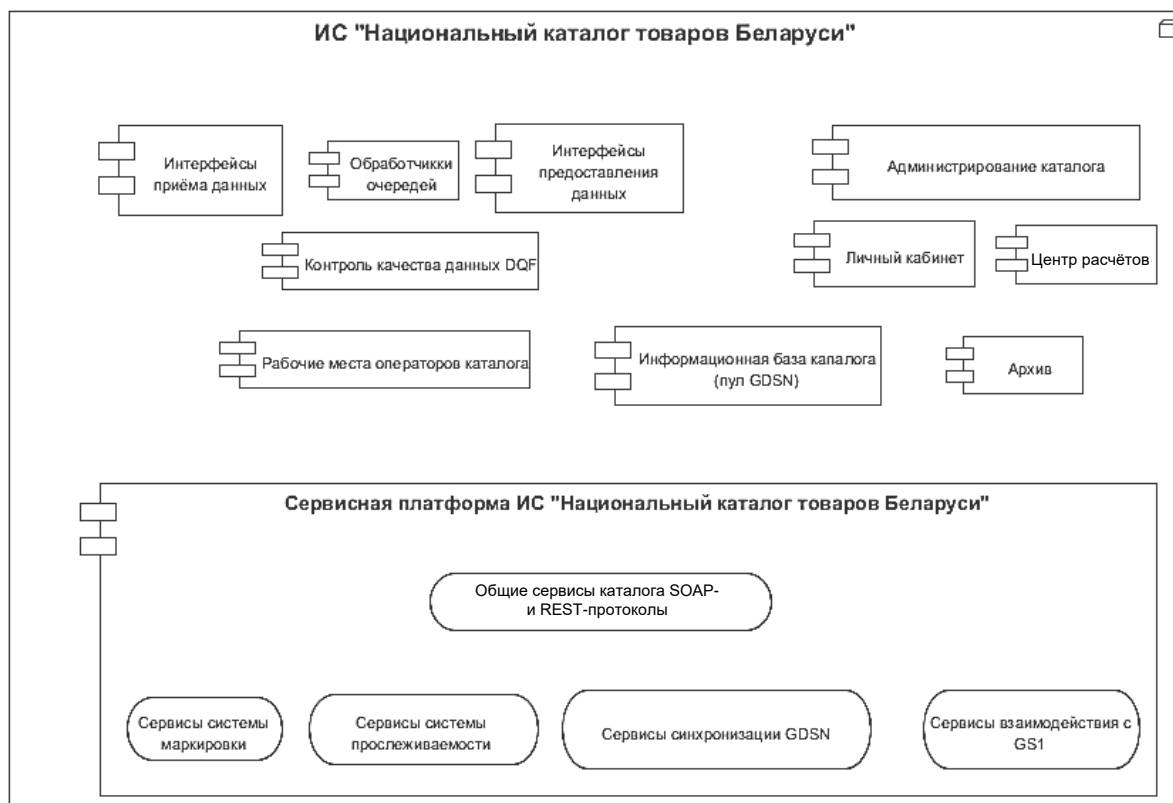 ИС "Национальный каталог товаров Беларуси"
Интерфейсы
приёма данных
Обработчикки
очередей
Интерфейсы
предоставления
данных
Администрирование каталога
Контроль качества данных DQF
Личный кабинет
Центр расчётов
Рабочие места операторов каталога
Информационная база капалога
(пул GDSN)
Архив
Сервисная платформа ИС "Национальный каталог товаров Беларуси"
Общие сервисы каталога SOAP-
и REST-протоколы
Сервисы системы
маркировки
Сервисы системы
прослеживаемости
Сервисы синхронизации GDSN
Сервисы взаимодействия с
GS1